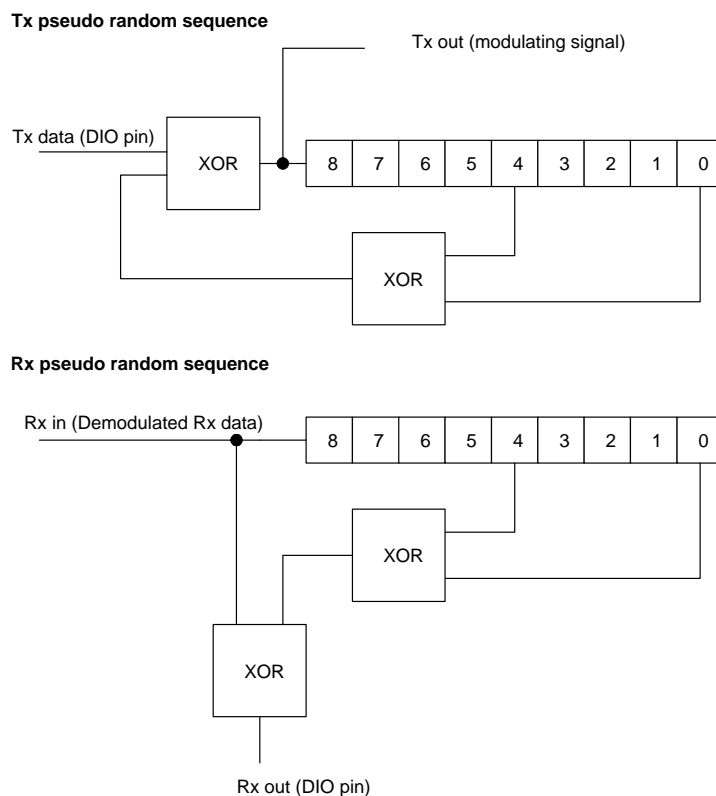 Tx pseudo random sequence
Tx out (modulating signal)
Tx data (DIO pin)
XOR
8 7 6 5 4 3 2 1 0
XOR
Rx pseudo random sequence
Rx in (Demodulated Rx data)
8 7 6 5 4 3 2 1 0
XOR
XOR
Rx out (DIO pin)